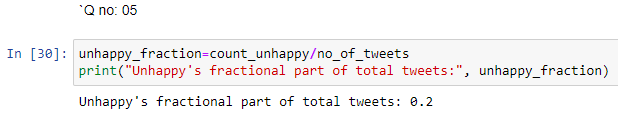 `Q no: 05
In [30]: unhappy_fraction=count_unhappy/no_of_tweets
print("Unhappy's fractional part of total tweets:", unhappy_fraction)
Unhappy's fractional part of total tweets: 0.2